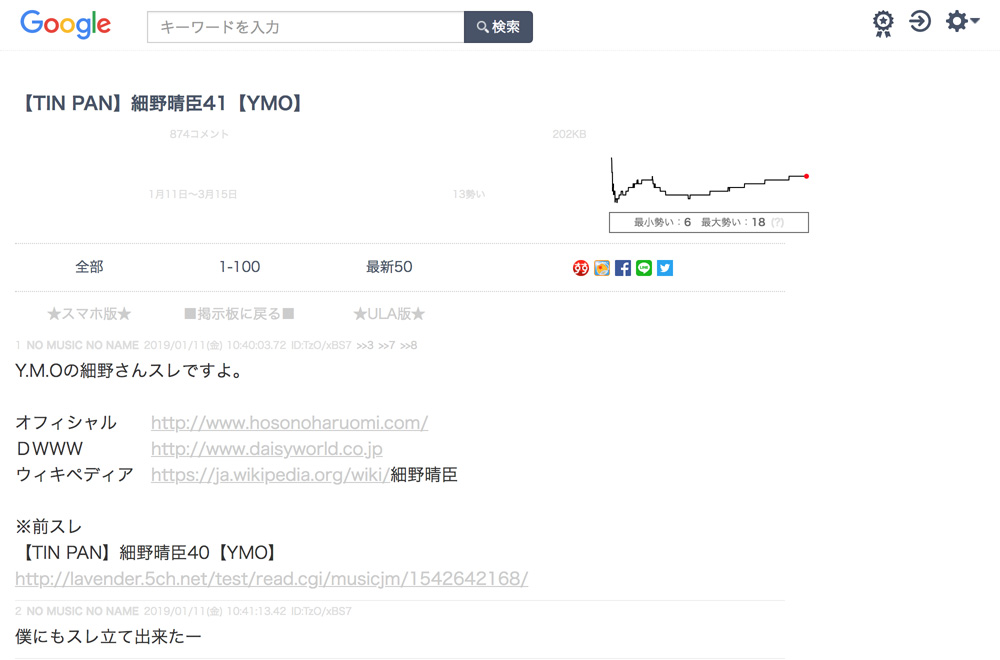 Google
キーワードを入力
検索
【TIN PAN】細野晴臣41【YMO】
874コメント 202KB
1月11日〜3月15日 13勢い
最小勢い：6 最大勢い：18 (?)
全部 1-100 最新50
★スマホ版★ ■掲示板に戻る■ ★ULA版★
1 NO MUSIC NO NAME 2019/01/11(金) 10:40:03.72 ID:TzO/xBS7 >>3 >>7 >>8
Y.M.Oの細野さんスレですよ。
オフィシャル http://www.hosonoharuomi.com/
ＤWWW http://www.daisyworld.co.jp
ウィキペディア https://ja.wikipedia.org/wiki/細野晴臣
※前スレ
【TIN PAN】細野晴臣40【YMO】
http://lavender.5ch.net/test/read.cgi/musicjm/1542642168/
2 NO MUSIC NO NAME 2019/01/11(金) 10:41:13.42 ID:TzO/xBS7
僕にもスレ立て出来たー